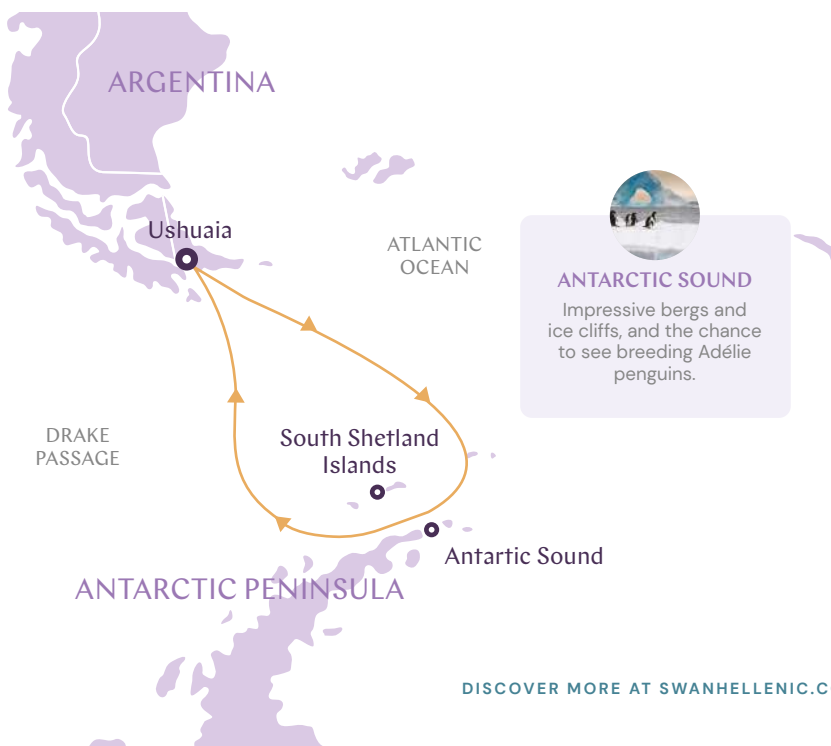 ARGENTINA
Ushuaia
ATLANTIC
OCEAN
ANTARCTIC SOUND
Impressive bergs and
ice cliffs, and the chance
to see breeding Adélie
penguins.
DRAKE
PASSAGE
South Shetland
Islands
Antartic Sound
ANTARCTIC PENINSULA
DISCOVER MORE AT SWANHELLENIC.C